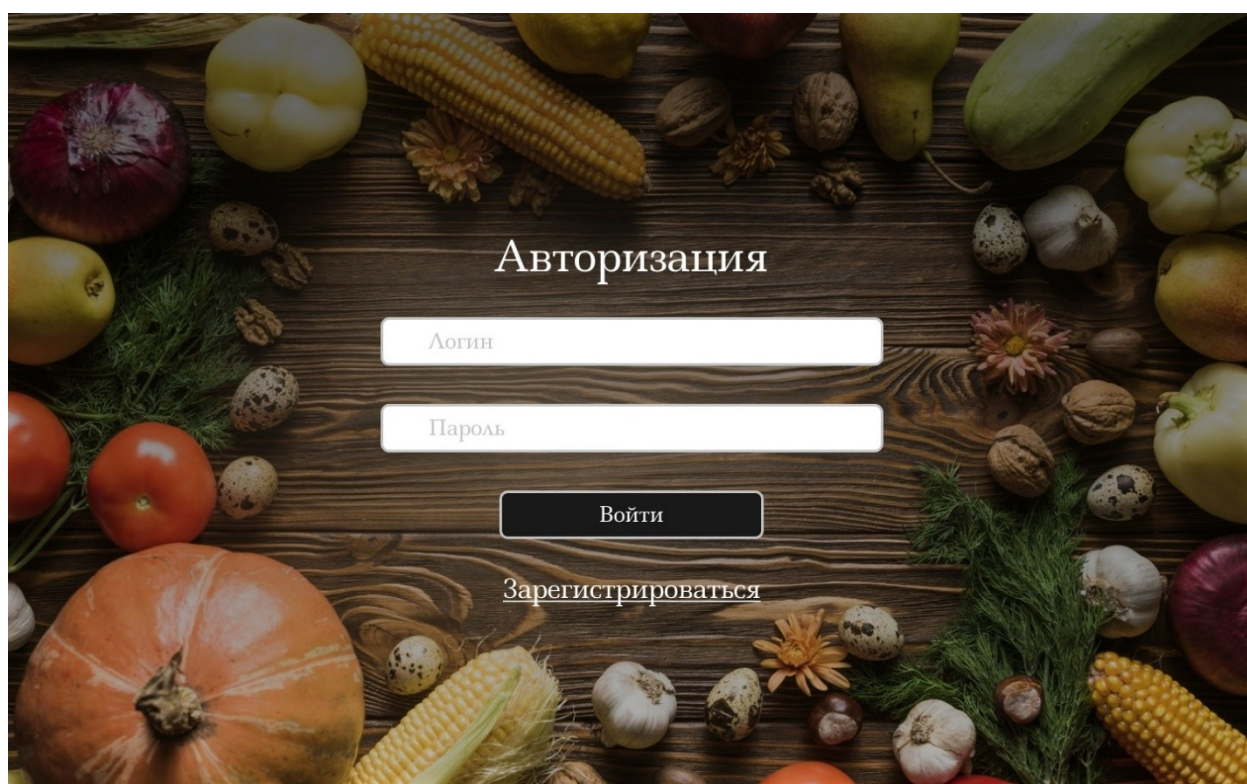 Авторизация
Логин
Пароль
Войти
Зарегистрироваться